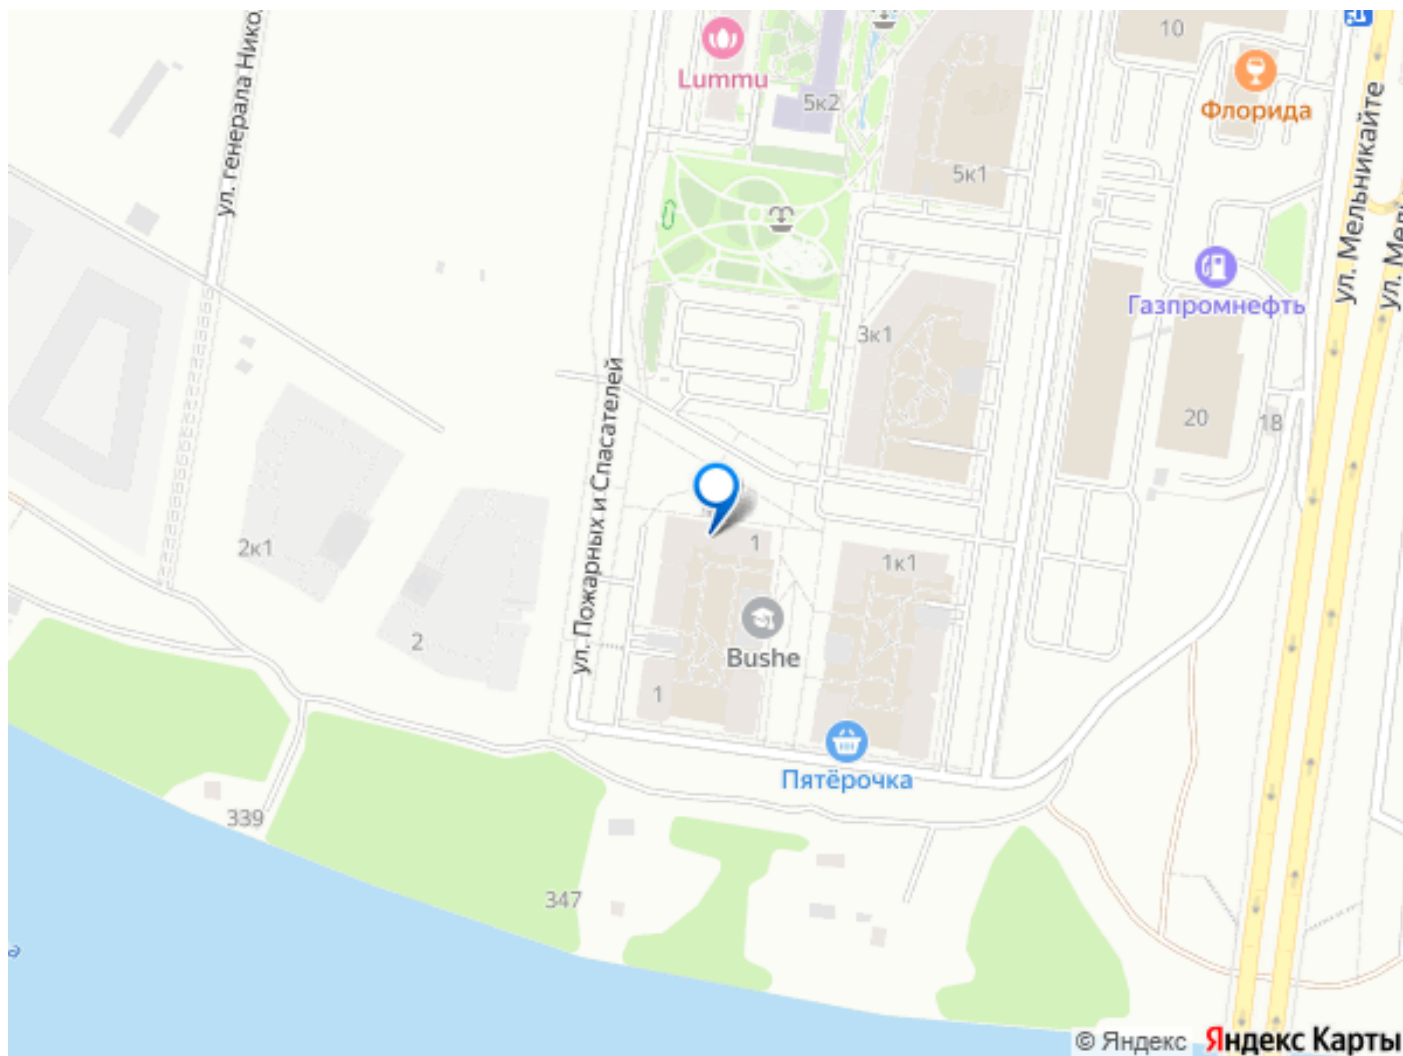 10
Lummu
5к2
Флорида
ул. генерала Нико
ул. Мельникайте
5к1
ул. Мель
Газпромнефть
3к1
ул. Пожарных и Спасателей
20
18
1
2к1
1к1
2
Bushe
1
Пятёрочка
339
347
© Яндекс Яндекс Карты